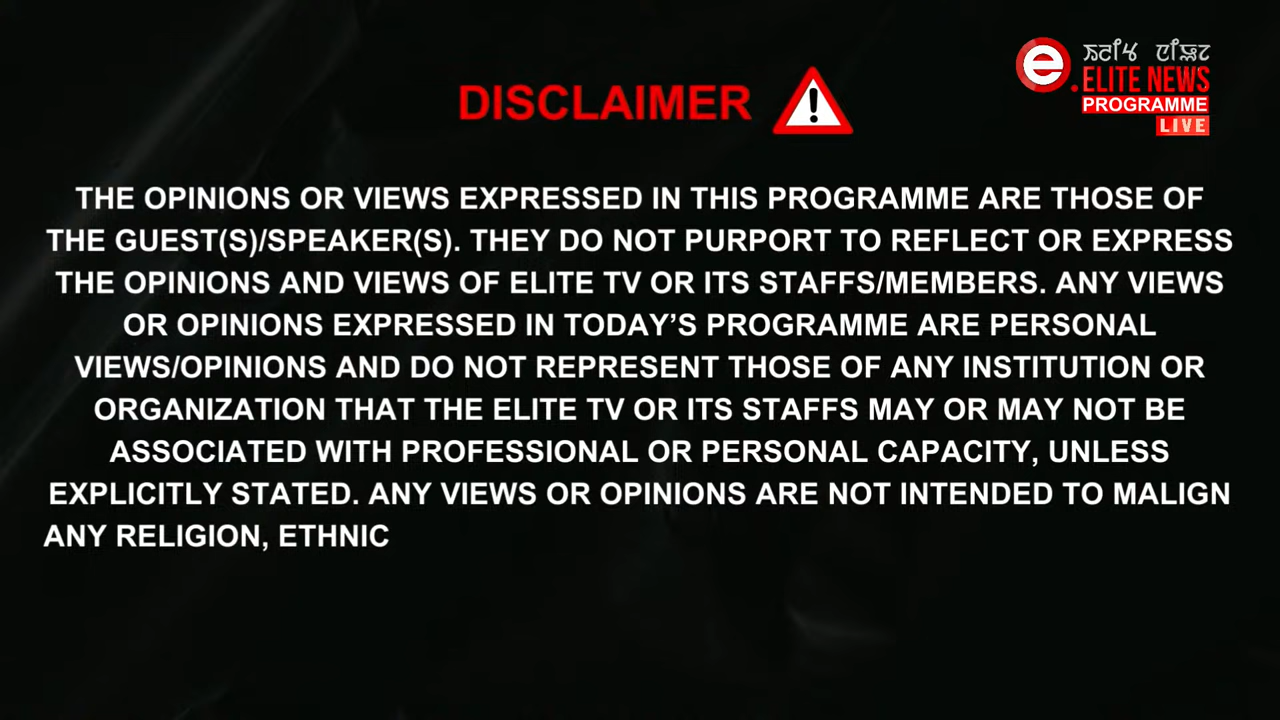 DISCLAIMER
ꯑꯦꯂꯤꯠ
ELITE NEWS
PROGRAMME
LIVE
THE OPINIONS OR VIEWS EXPRESSED IN THIS PROGRAMME ARE THOSE OF
THE GUEST(S)/SPEAKER(S). THEY DO NOT PURPORT TO REFLECT OR EXPRESS
THE OPINIONS AND VIEWS OF ELITE TV OR ITS STAFFS/MEMBERS. ANY VIEWS
OR OPINIONS EXPRESSED IN TODAY’S PROGRAMME ARE PERSONAL
VIEWS/OPINIONS AND DO NOT REPRESENT THOSE OF ANY INSTITUTION OR
ORGANIZATION THAT THE ELITE TV OR ITS STAFFS MAY OR MAY NOT BE
ASSOCIATED WITH PROFESSIONAL OR PERSONAL CAPACITY, UNLESS
EXPLICITLY STATED. ANY VIEWS OR OPINIONS ARE NOT INTENDED TO MALIGN
ANY RELIGION, ETHNIC